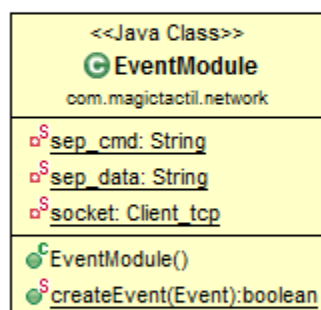 <<Java Class>>
EventModule
com.magictactil.network
sep_cmd: String
sep_data: String
socket: Client_tcp
EventModule()
createEvent(Event):boolean